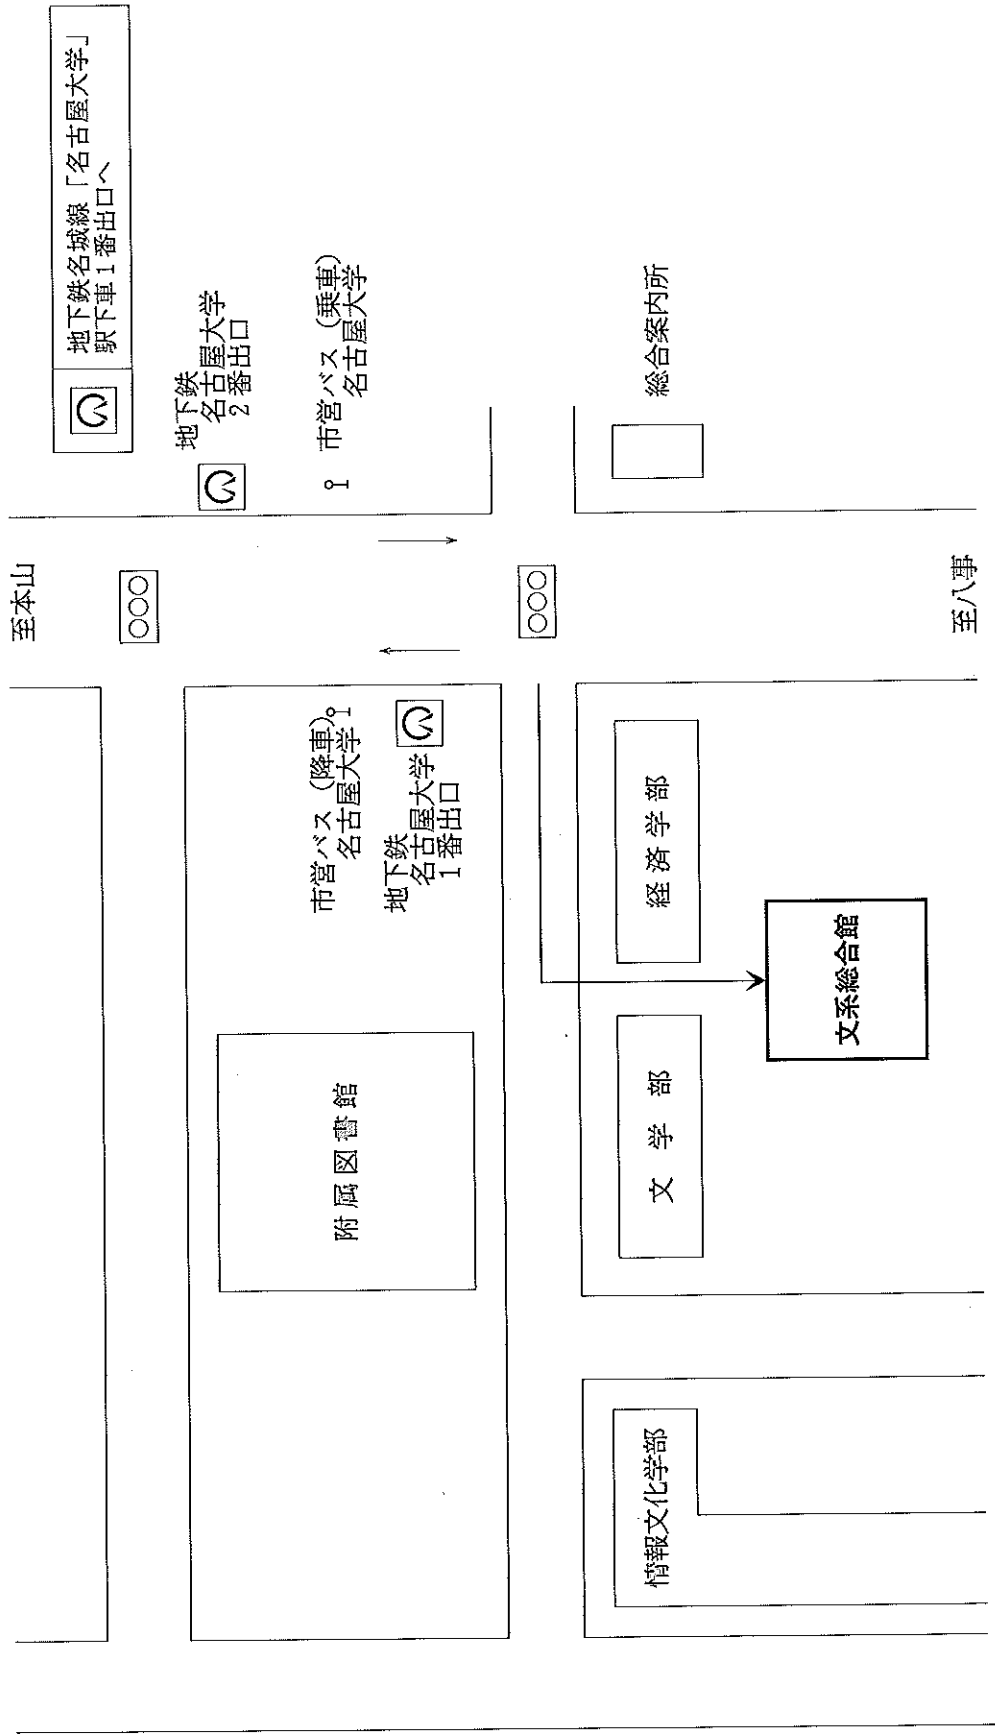 地下鉄名城線「名古屋大学」
駅下車1番出口へ
地下鉄
名古屋大学
2番出口
市営バス(乗車)
名古屋大学
総合案内所
至本山
至八事
市営バス(降車)
名古屋大学
地下鉄
名古屋大学
1番出口
経済学部
文系総合館
附属図書館
文学部
情報文化学部